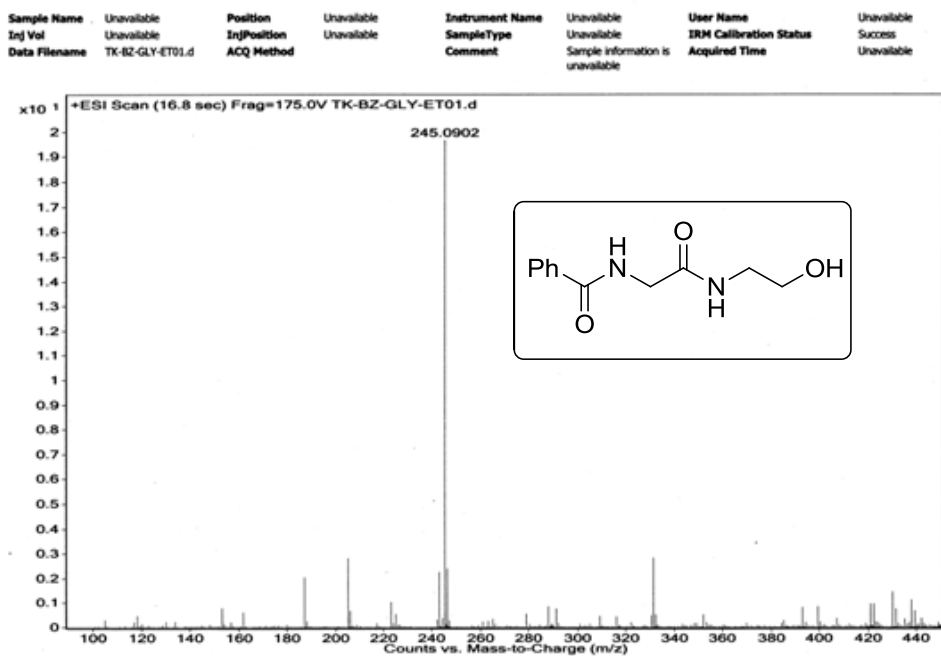 Sample Name Unavailable Position Unavailable Instrument Name Unavailable User Name Unavailable
Inj Vol Unavailable InjPosition Unavailable SampleType Unavailable IRM Calibration Status Success
Data Filename TK-BZ-GLY-ET01.d ACQ Method Comment Sample information is Acquired Time Unavailable
unavailable
x10 1 +ESI Scan (16.8 sec) Frag=175.0V TK-BZ-GLY-ET01.d
245.0902
2
1.9
1.8
1.7
1.6
1.5
1.4
1.3
1.2
1.1
1
0.9
0.8
0.7
0.6
0.5
0.4
0.3
0.2
0.1
0
O
H
N
Ph
OH
N
H
O
100 120 140 160 180 200 220 240 260 280 300 320 340 360 380 400 420 440
Counts vs. Mass-to-Charge (m/z)